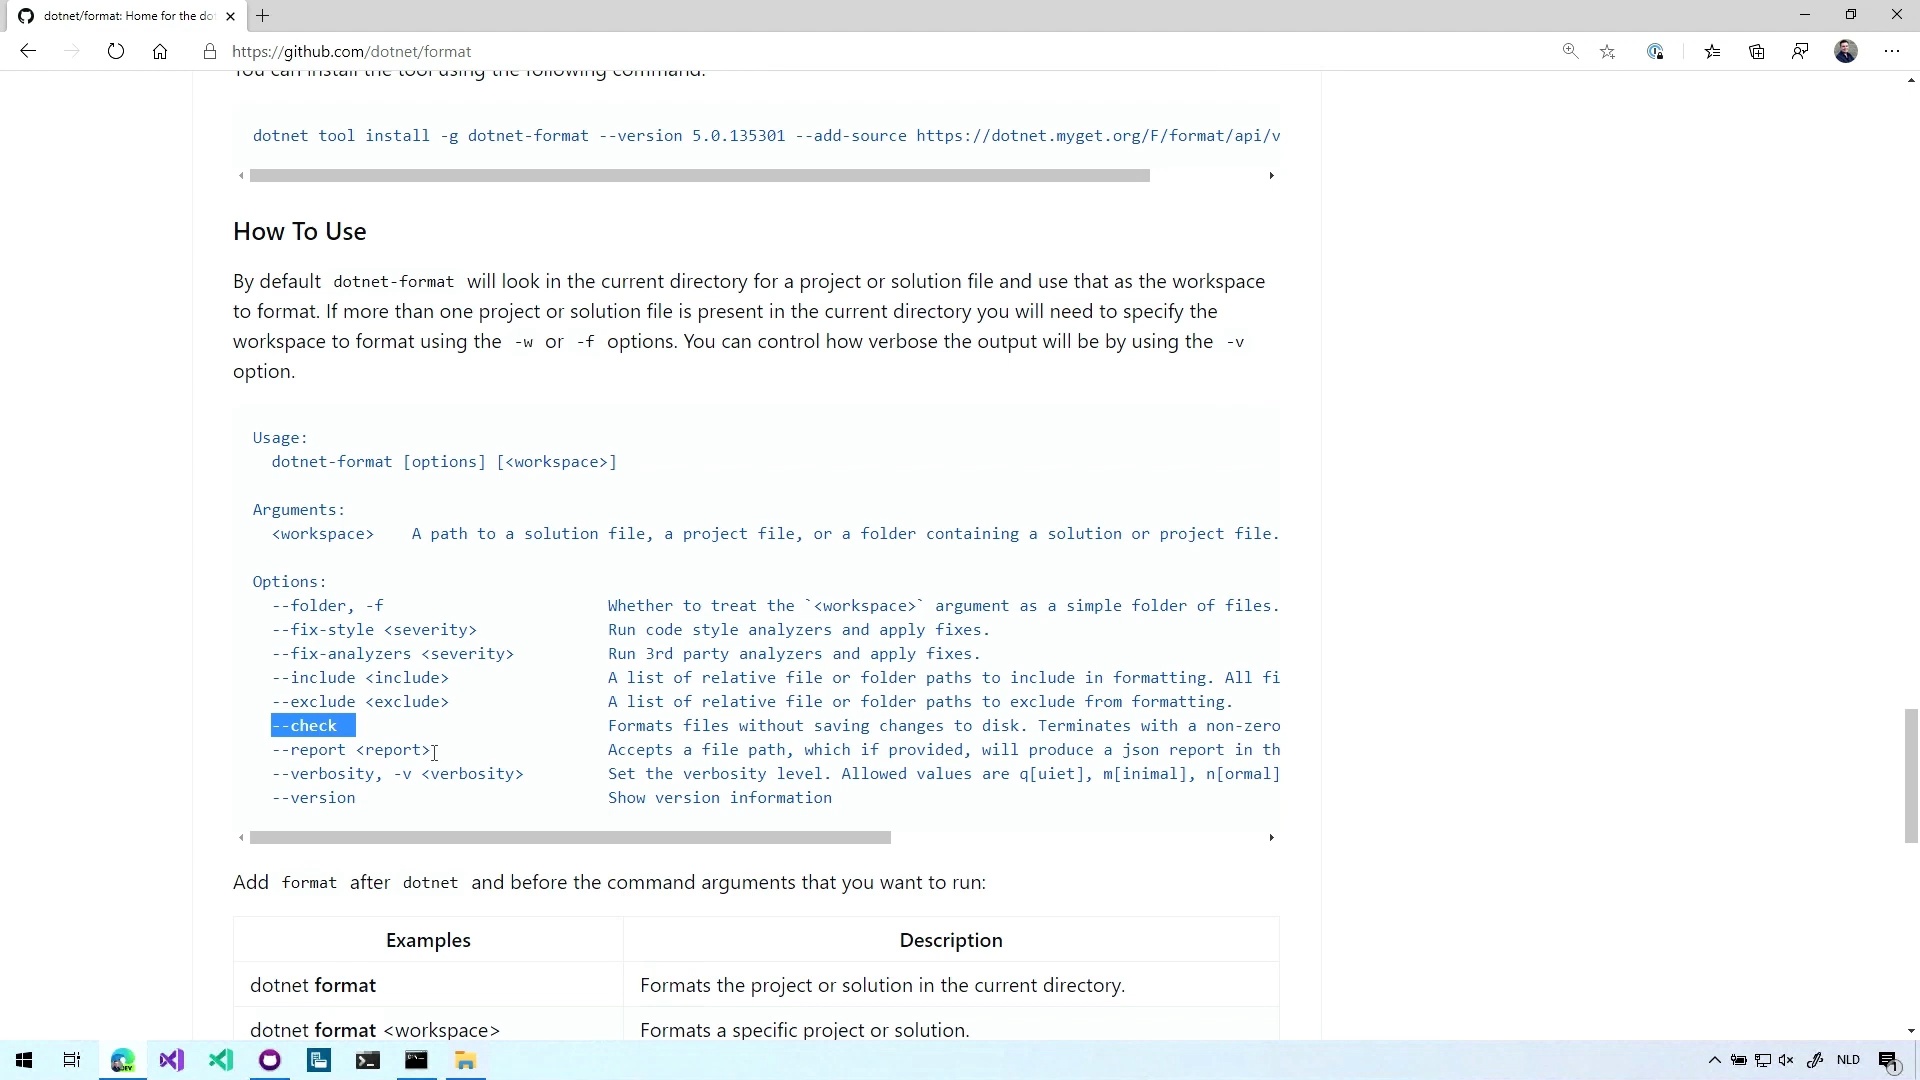 dotnet/format: Home for the dot
https://github.com/dotnet/format
You can install the tool using the following command:
dotnet tool install -g dotnet-format --version 5.0.135301 --add-source https://dotnet.myget.org/F/format/api/v
How To Use
By default dotnet-format will look in the current directory for a project or solution file and use that as the workspace
to format. If more than one project or solution file is present in the current directory you will need to specify the
workspace to format using the -w or -f options. You can control how verbose the output will be by using the -v
option.
Usage:
dotnet-format [options] [<workspace>]
Arguments:
<workspace> A path to a solution file, a project file, or a folder containing a solution or project file.
Options:
--folder, -f Whether to treat the `<workspace>` argument as a simple folder of files.
--fix-style <severity> Run code style analyzers and apply fixes.
--fix-analyzers <severity> Run 3rd party analyzers and apply fixes.
--include <include> A list of relative file or folder paths to include in formatting. All fi
--exclude <exclude> A list of relative file or folder paths to exclude from formatting.
--check Formats files without saving changes to disk. Terminates with a non-zero
--report <report> Accepts a file path, which if provided, will produce a json report in th
--verbosity, -v <verbosity> Set the verbosity level. Allowed values are q[uiet], m[inimal], n[ormal]
--version Show version information
Add format after dotnet and before the command arguments that you want to run:
Examples Description
dotnet format Formats the project or solution in the current directory.
dotnet format <workspace> Formats a specific project or solution.
NLD
1